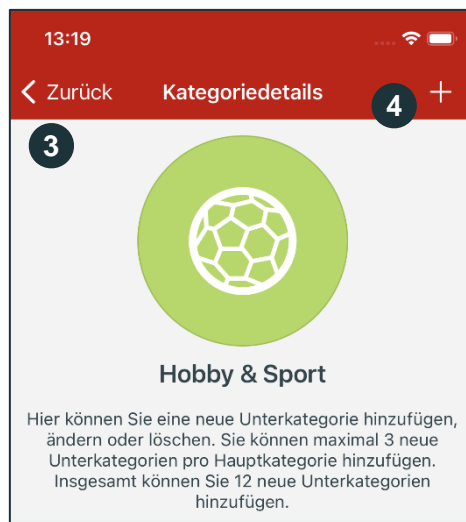 13:19
Zurück Kategoriedetails 4
3
Hobby & Sport
Hier können Sie eine neue Unterkategorie hinzufügen,
ändern oder löschen. Sie können maximal 3 neue
Unterkategorien pro Hauptkategorie hinzufügen.
Insgesamt können Sie 12 neue Unterkategorien
hinzufügen.